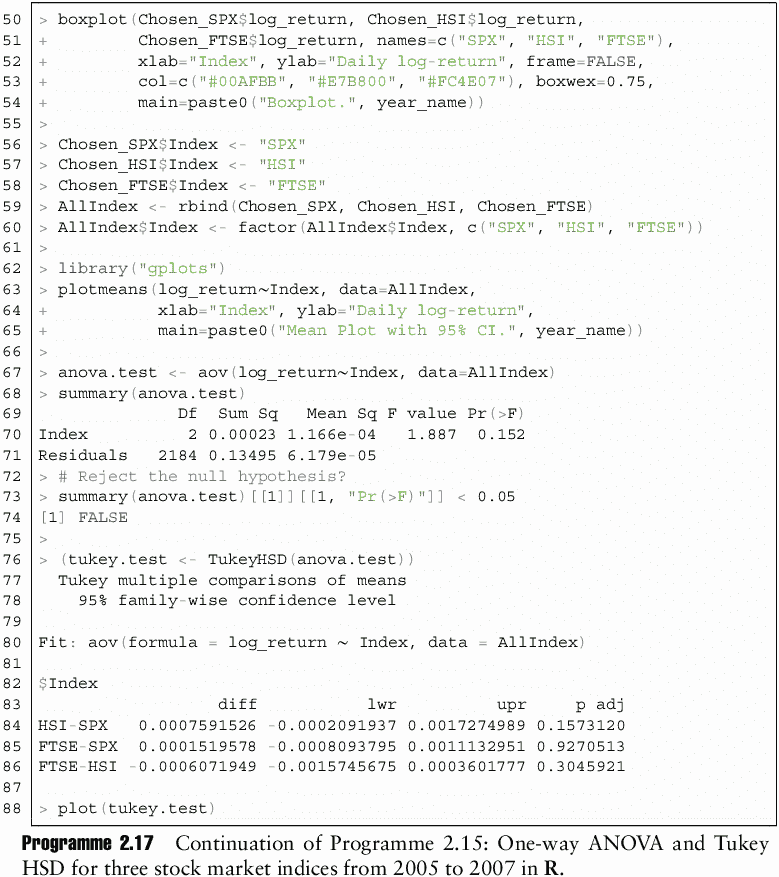 50 > boxplot(Chosen_SPX$log_return, Chosen_HSI$log_return,
51 +         Chosen_FTSE$log_return, names=c("SPX", "HSI", "FTSE"),
52 +         xlab="Index", ylab="Daily log-return", frame=FALSE,
53 +         col=c("#00AFBB", "#E7B800", "#FC4E07"), boxwex=0.75,
54 +         main=paste0("Boxplot.", year_name))
55 >
56 > Chosen_SPX$Index <- "SPX"
57 > Chosen_HSI$Index <- "HSI"
58 > Chosen_FTSE$Index <- "FTSE"
59 > AllIndex <- rbind(Chosen_SPX, Chosen_HSI, Chosen_FTSE)
60 > AllIndex$Index <- factor(AllIndex$Index, c("SPX", "HSI", "FTSE"))
61 >
62 > library("gplots")
63 > plotmeans(log_return~Index, data=AllIndex,
64 +           xlab="Index", ylab="Daily log-return",
65 +           main=paste0("Mean Plot with 95% CI.", year_name))
66 >
67 > anova.test <- aov(log_return~Index, data=AllIndex)
68 > summary(anova.test)
69               Df  Sum Sq   Mean Sq F value Pr(>F)
70 Index          2 0.00023 1.166e-04   1.887  0.152
71 Residuals   2184 0.13495 6.179e-05
72 > # Reject the null hypothesis?
73 > summary(anova.test)[[1]][[1, "Pr(>F)"]] < 0.05
74 [1] FALSE
75 >
76 > (tukey.test <- TukeyHSD(anova.test))
77   Tukey multiple comparisons of means
78     95% family-wise confidence level
79
80 Fit: aov(formula = log_return ~ Index, data = AllIndex)
81
82 $Index
83                   diff           lwr          upr     p adj
84 HSI-SPX   0.0007591526 -0.0002091937 0.0017274989 0.1573120
85 FTSE-SPX  0.0001519578 -0.0008093795 0.0011132951 0.9270513
86 FTSE-HSI -0.0006071949 -0.0015745675 0.0003601777 0.3045921
87
88 > plot(tukey.test)
Programme 2.17 Continuation of Programme 2.15: One-way ANOVA and Tukey
HSD for three stock market indices from 2005 to 2007 in R.